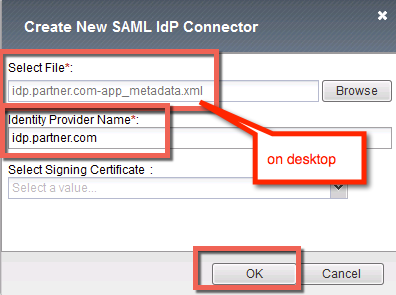 Create New SAML IdP Connector
Select File*:
idp.partner.com-app_metadata.xml
Browse
Identity Provider Name*:
idp.partner.com
on desktop
Select Signing Certificate :
Select a value...
OK
Cancel